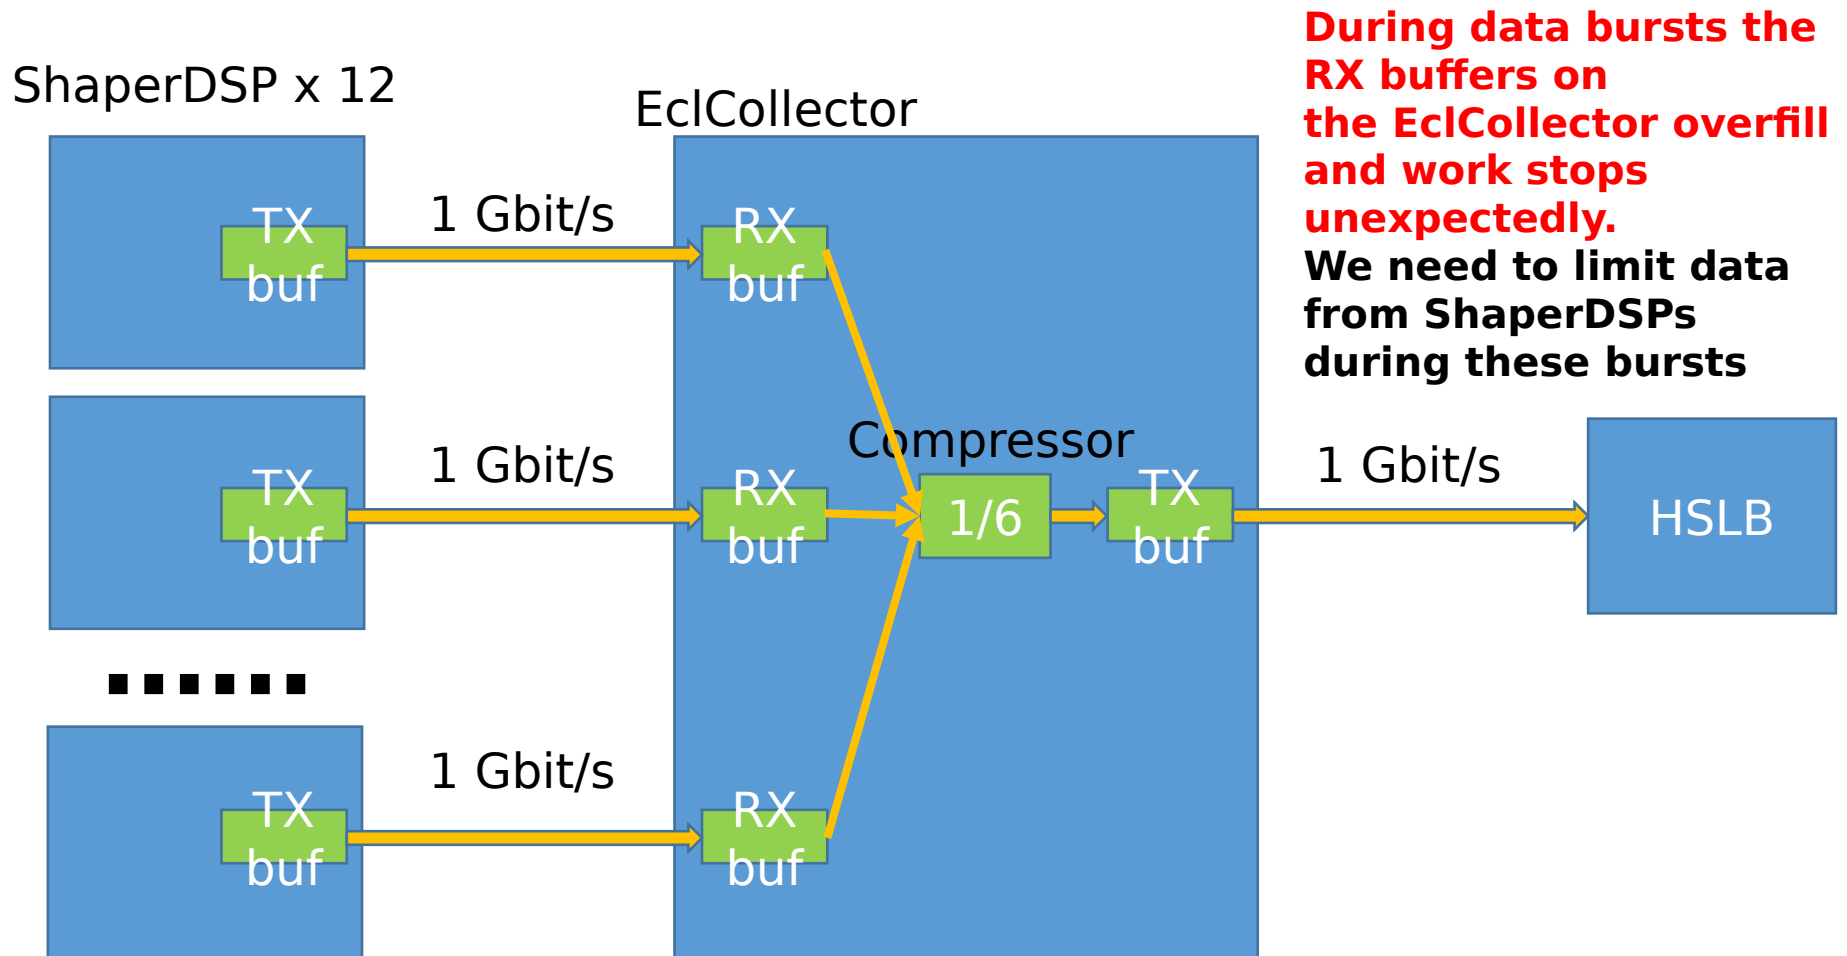 During data bursts the
RX buffers on
the EclCollector overfill
and work stops
unexpectedly.
We need to limit data
from ShaperDSPs
during these bursts
ShaperDSP x 12
EclCollector
TX
buf
1 Gbit/s
RX
buf
Compressor
TX
buf
1 Gbit/s
RX
buf
1/6
TX
buf
1 Gbit/s
HSLB
TX
buf
1 Gbit/s
RX
buf